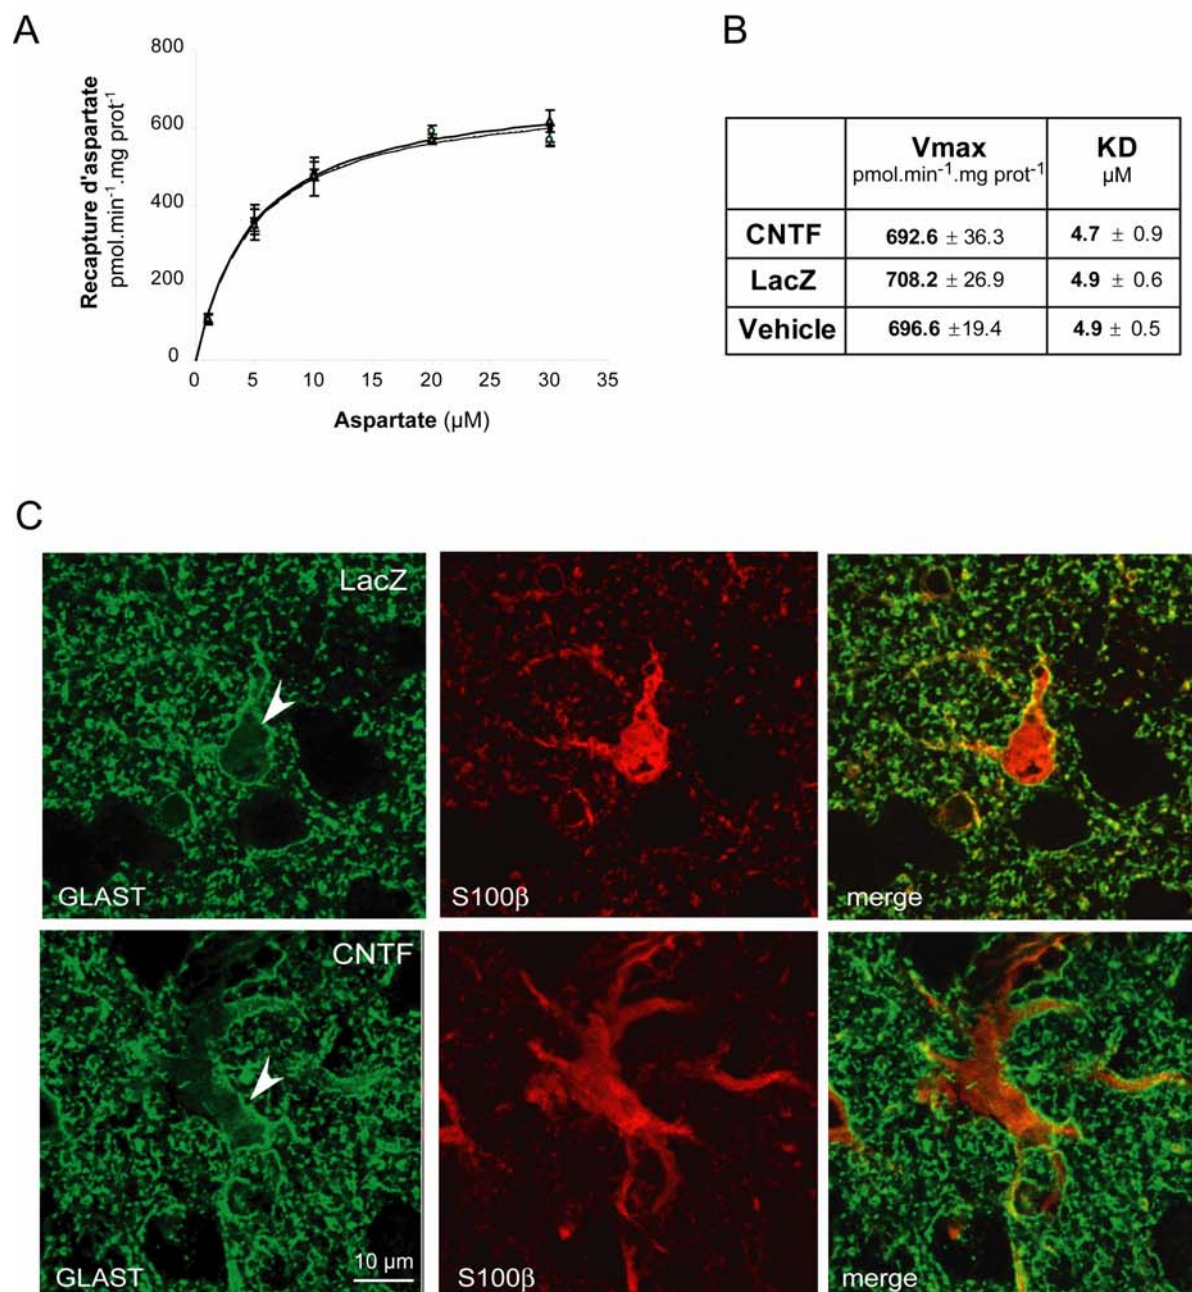 A
Recapture d'aspartate
pmol.min⁻¹.mg prot⁻¹
800
600
400
200
0
0 5 10 15 20 25 30 35
Aspartate (µM)
B
Vmax KD
pmol.min⁻¹.mg prot⁻¹ µM
CNTF 692.6 ± 36.3 4.7 ± 0.9
LacZ 708.2 ± 26.9 4.9 ± 0.6
Vehicle 696.6 ±19.4 4.9 ± 0.5
C
LacZ
GLAST S100β merge
CNTF
10 µm
GLAST S100β merge